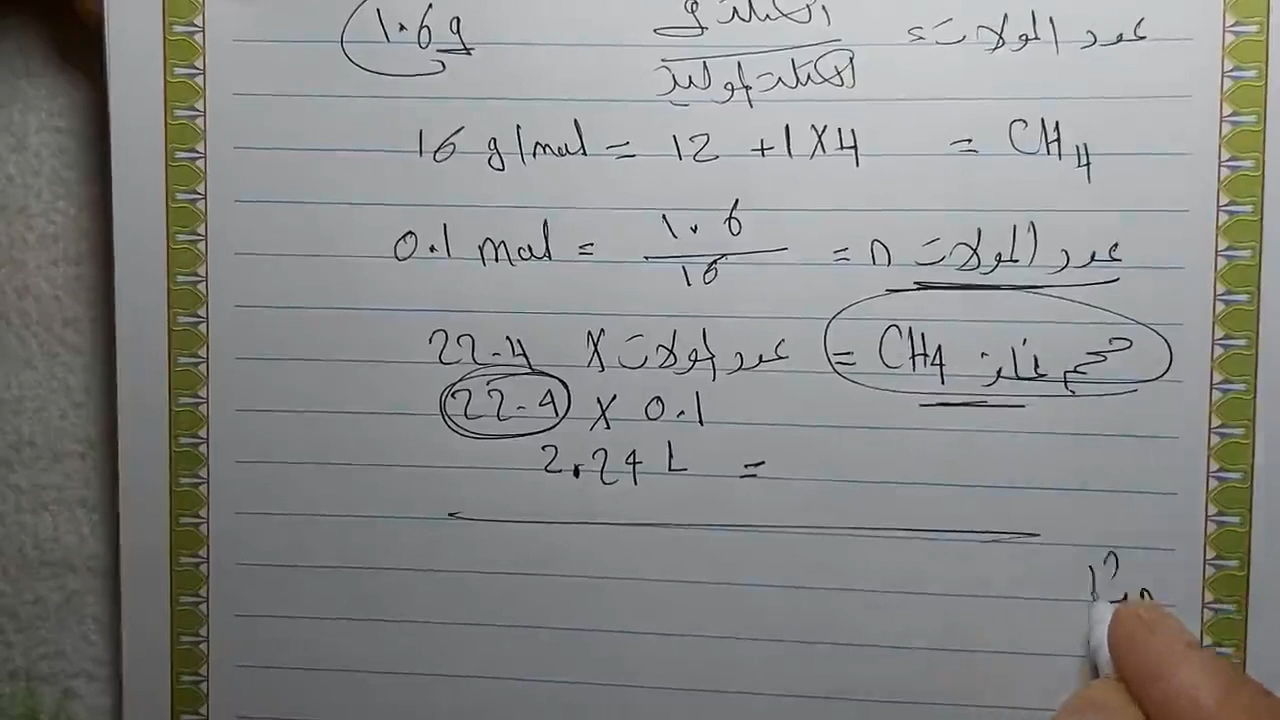 عدد المولات = الكتلة g / الكتلة المولية 1.6g
CH4 = 12 + 1 X 4 = 16 g/mol
عدد المولات n = 1.6 / 16 = 0.1 mol
حجم غاز CH4 = عدد المولات X 22.4
22.4 X 0.1
= 2.24 L